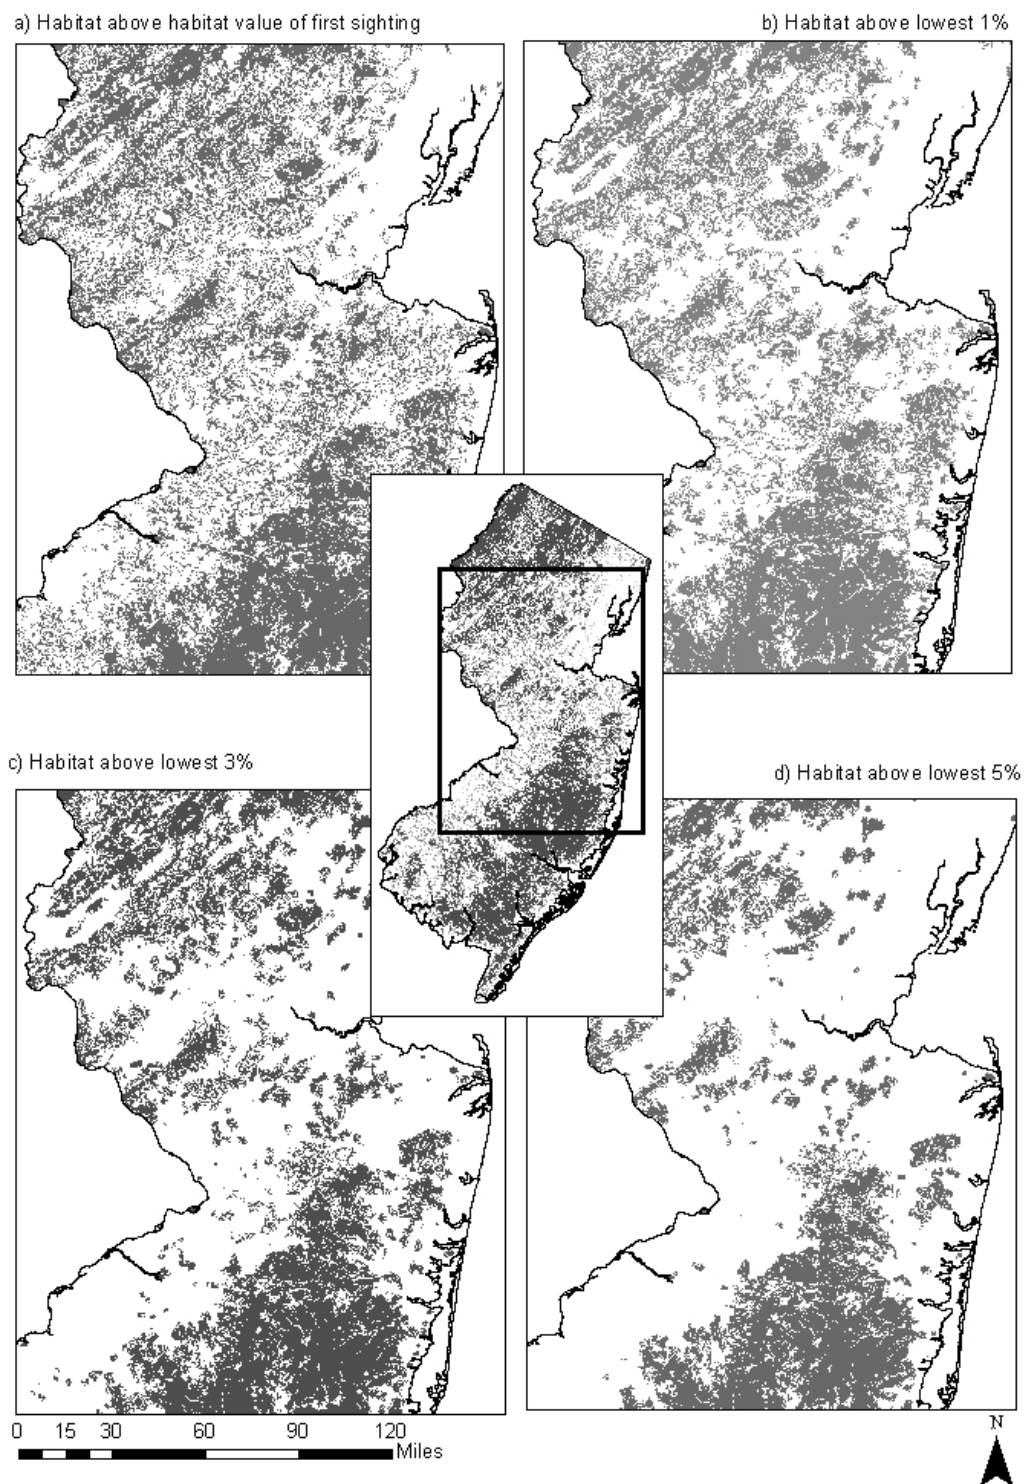 a) Habitat above habitat value of first sighting
b) Habitat above lowest 1%
c) Habitat above lowest 3%
d) Habitat above lowest 5%
0 15 30 60 90 120
Miles
N